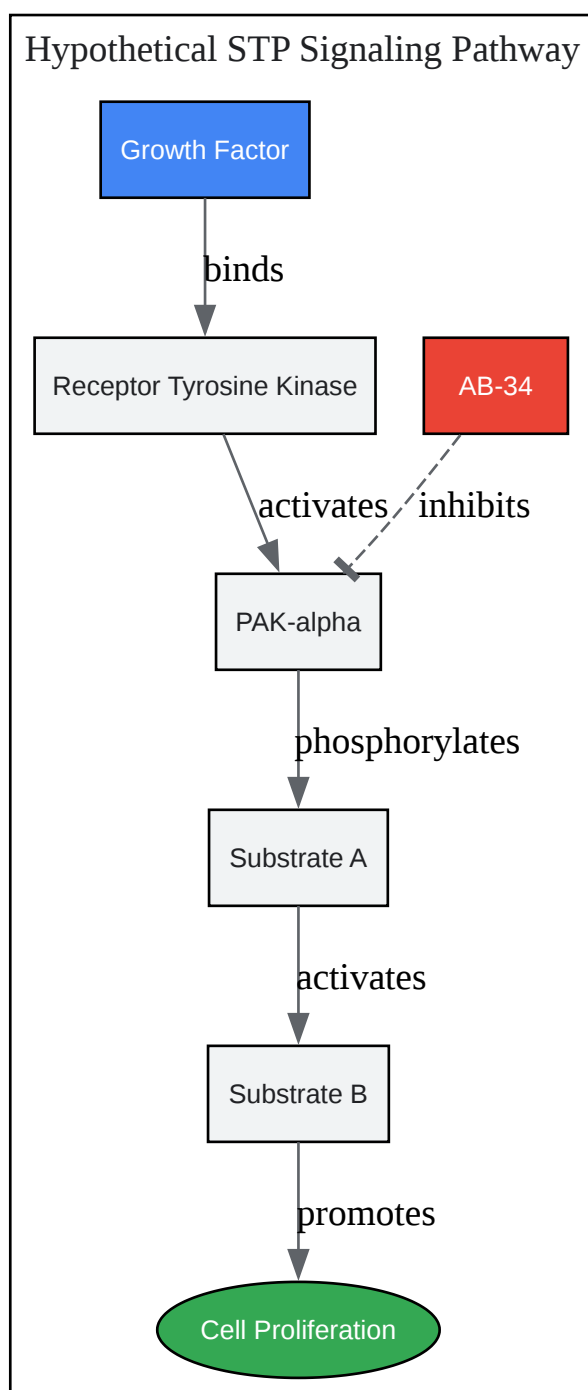 Hypothetical STP Signaling Pathway
Growth Factor
binds
Receptor Tyrosine Kinase
AB-34
activates
inhibits
PAK-alpha
phosphorylates
Substrate A
activates
Substrate B
promotes
Cell Proliferation